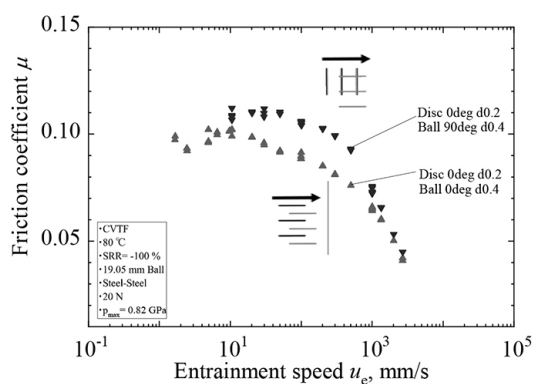 0.15
0.10
0.05
Friction coefficient μ
Disc 0deg d0.2
Ball 90deg d0.4
Disc 0deg d0.2
Ball 0deg d0.4
・CVTF
・80 ℃
・SRR= -100 %
・19.05 mm Ball
・Steel-Steel
・20 N
・pmax= 0.82 GPa
10-1 101 103 105
Entrainment speed ue, mm/s